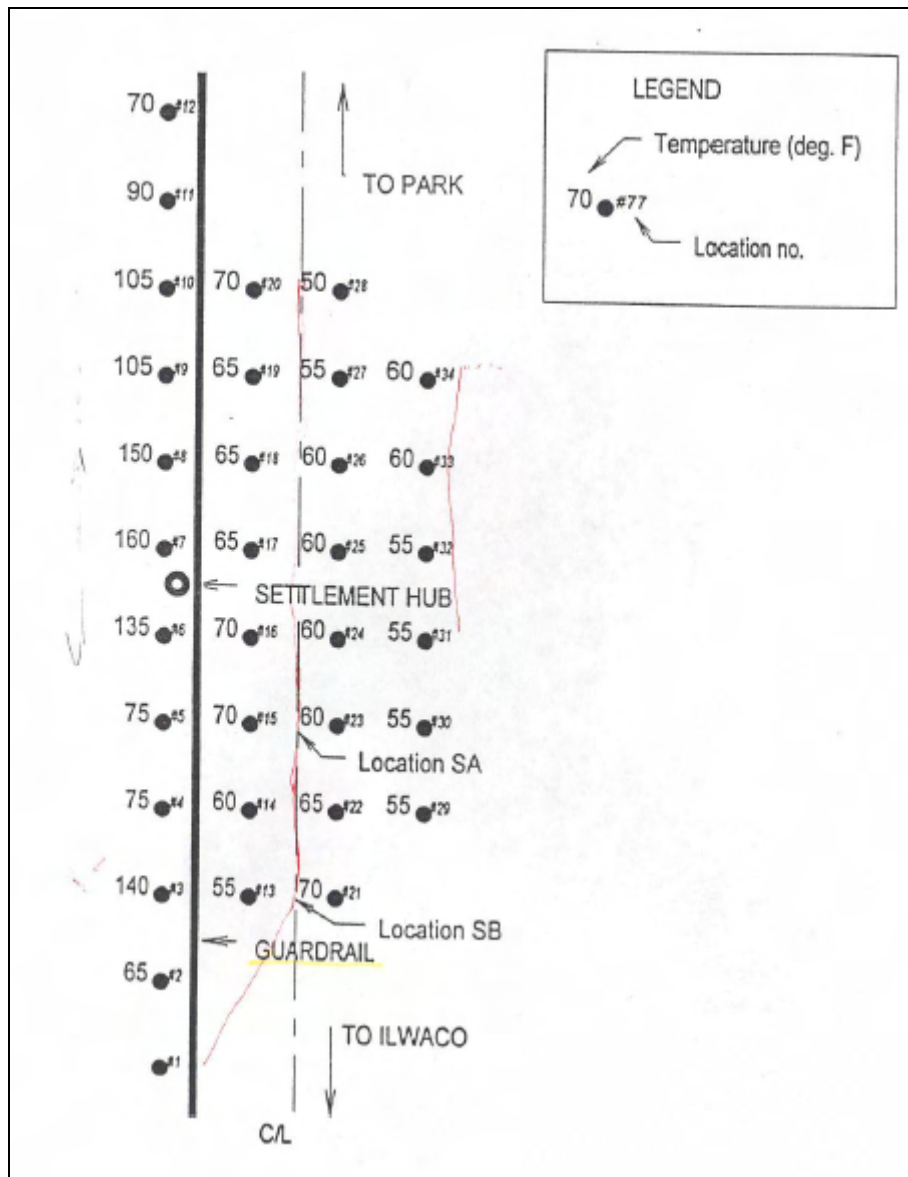 LEGEND
Temperature (deg. F)
70 #77
Location no.
70 #12
TO PARK
90 #11
105 #10 70 #20 50 #28
105 #9 65 #19 55 #27 60 #34
150 #8 65 #18 60 #26 60 #33
160 #7 65 #17 60 #25 55 #32
SETTLEMENT HUB
135 #6 70 #16 60 #24 55 #31
75 #5 70 #15 60 #23 55 #30
Location SA
75 #4 60 #14 65 #22 55 #29
140 #3 55 #13 70 #21
Location SB
GUARDRAIL
65 #2
TO ILWACO
#1
C/L